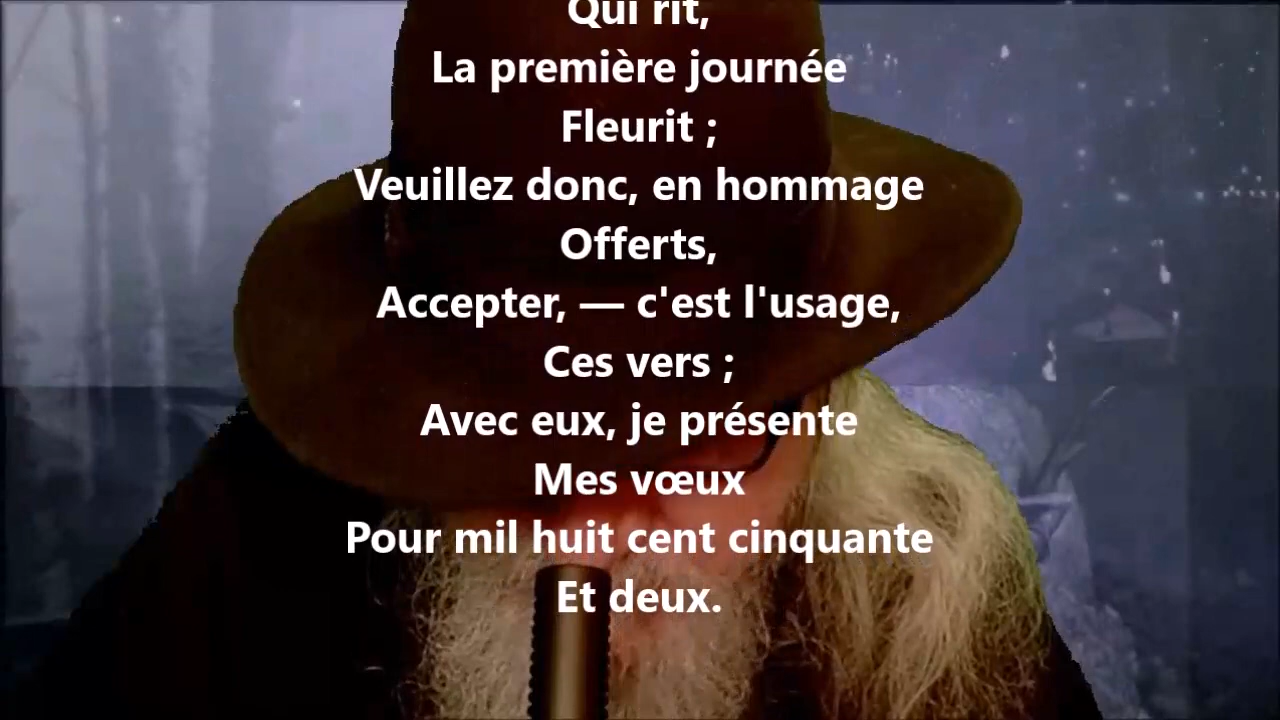 Qui rit,
La première journée
Fleurit ;
Veuillez donc, en hommage
Offerts,
Accepter, — c'est l'usage,
Ces vers ;
Avec eux, je présente
Mes vœux
Pour mil huit cent cinquante
Et deux.